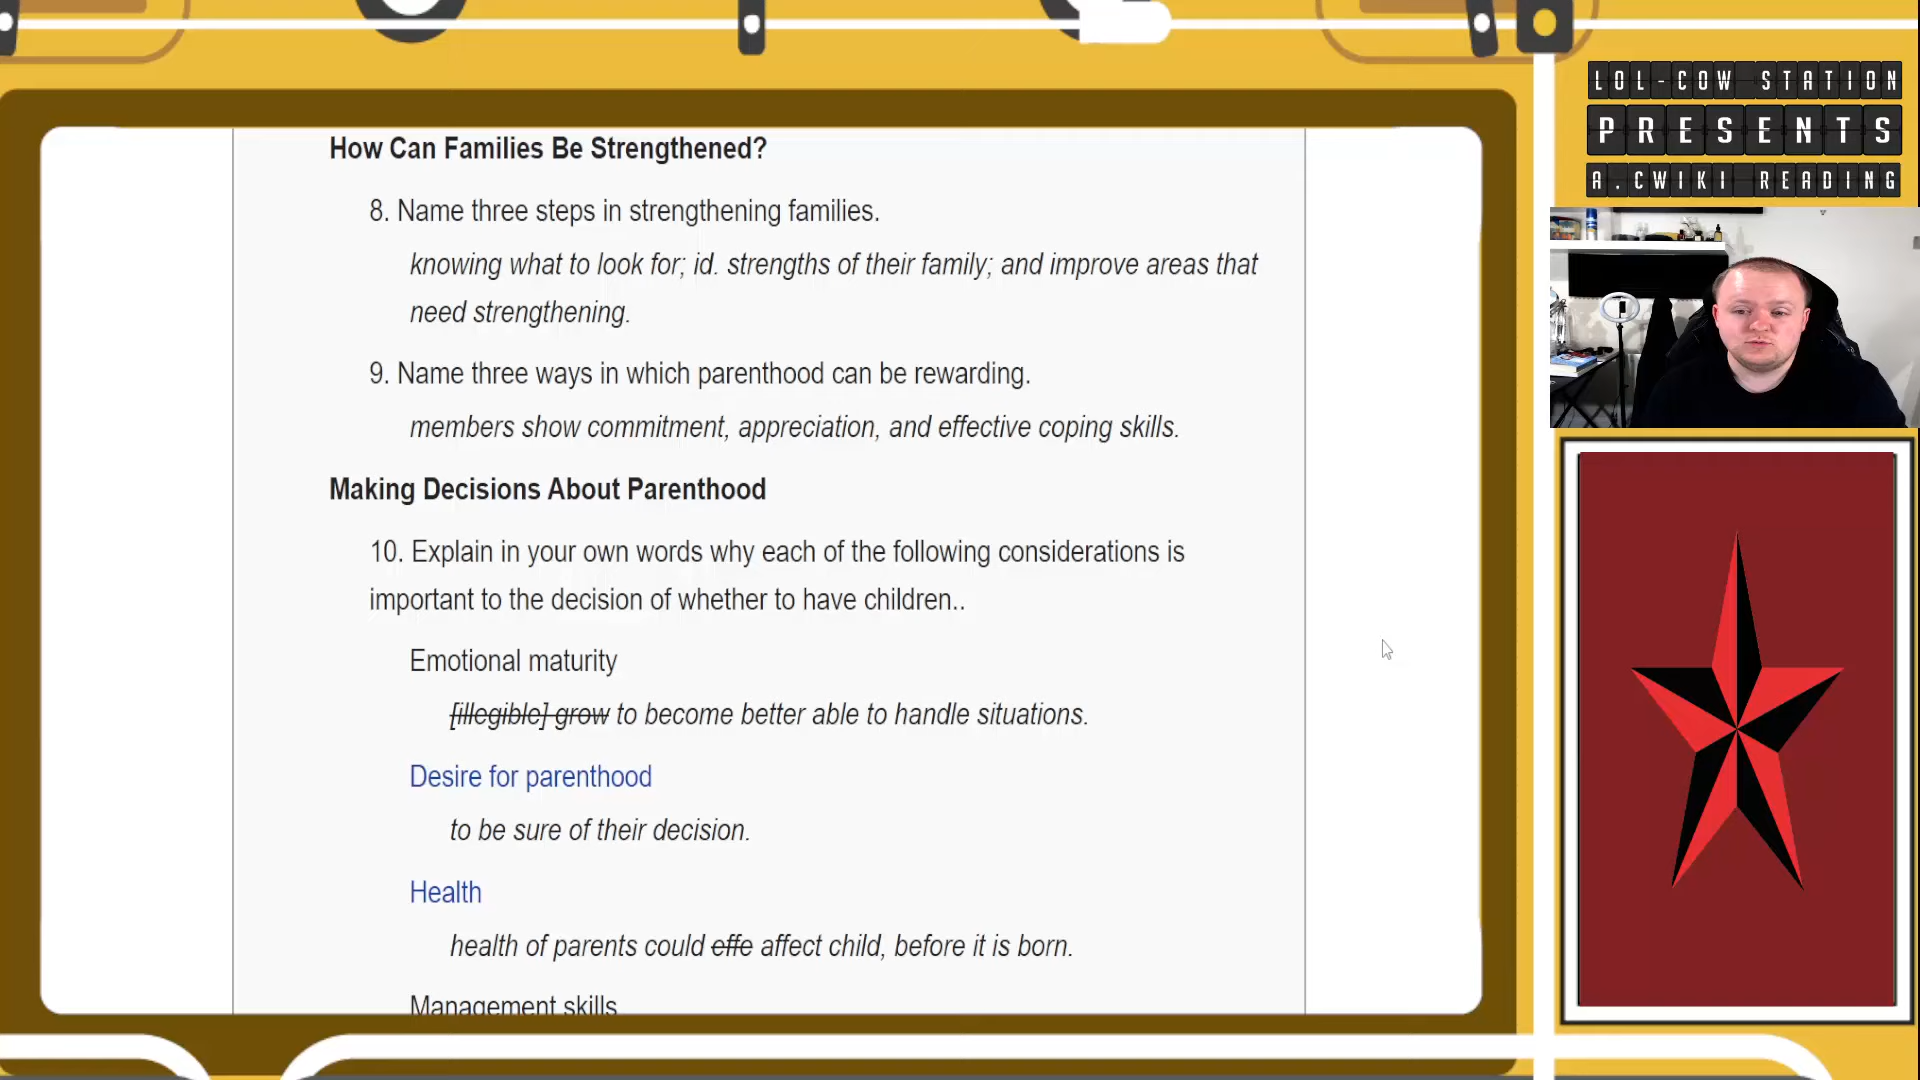 How Can Families Be Strengthened?
8. Name three steps in strengthening families.
knowing what to look for; id. strengths of their family; and improve areas that
need strengthening.
9. Name three ways in which parenthood can be rewarding.
members show commitment, appreciation, and effective coping skills.
Making Decisions About Parenthood
10. Explain in your own words why each of the following considerations is
important to the decision of whether to have children..
Emotional maturity
[illegible] grow to become better able to handle situations.
Desire for parenthood
to be sure of their decision.
Health
health of parents could effe affect child, before it is born.
Management skills
LOL-COW STATION
PRESENTS
A.CWIKI READING